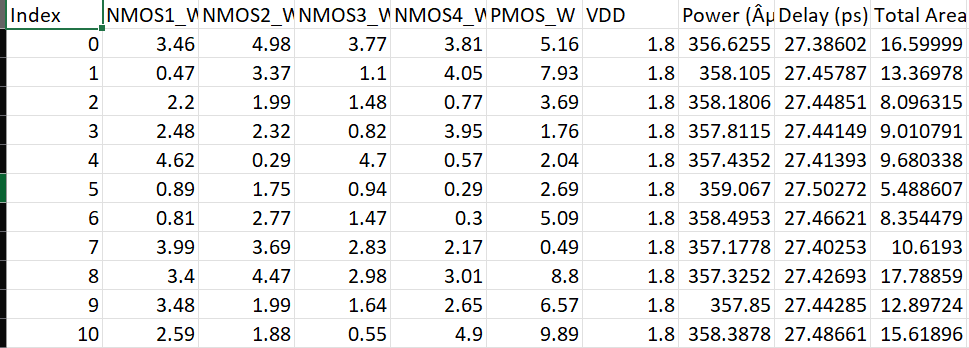 Index NMOS1_W NMOS2_W NMOS3_W NMOS4_W PMOS_W VDD Power (Âµ Delay (ps) Total Area
0 3.46 4.98 3.77 3.81 5.16 1.8 356.6255 27.38602 16.59999
1 0.47 3.37 1.1 4.05 7.93 1.8 358.105 27.45787 13.36978
2 2.2 1.99 1.48 0.77 3.69 1.8 358.1806 27.44851 8.096315
3 2.48 2.32 0.82 3.95 1.76 1.8 357.8115 27.44149 9.010791
4 4.62 0.29 4.7 0.57 2.04 1.8 357.4352 27.41393 9.680338
5 0.89 1.75 0.94 0.29 2.69 1.8 359.067 27.50272 5.488607
6 0.81 2.77 1.47 0.3 5.09 1.8 358.4953 27.46621 8.354479
7 3.99 3.69 2.83 2.17 0.49 1.8 357.1778 27.40253 10.6193
8 3.4 4.47 2.98 3.01 8.8 1.8 357.3252 27.42693 17.78859
9 3.48 1.99 1.64 2.65 6.57 1.8 357.85 27.44285 12.89724
10 2.59 1.88 0.55 4.9 9.89 1.8 358.3878 27.48661 15.61896